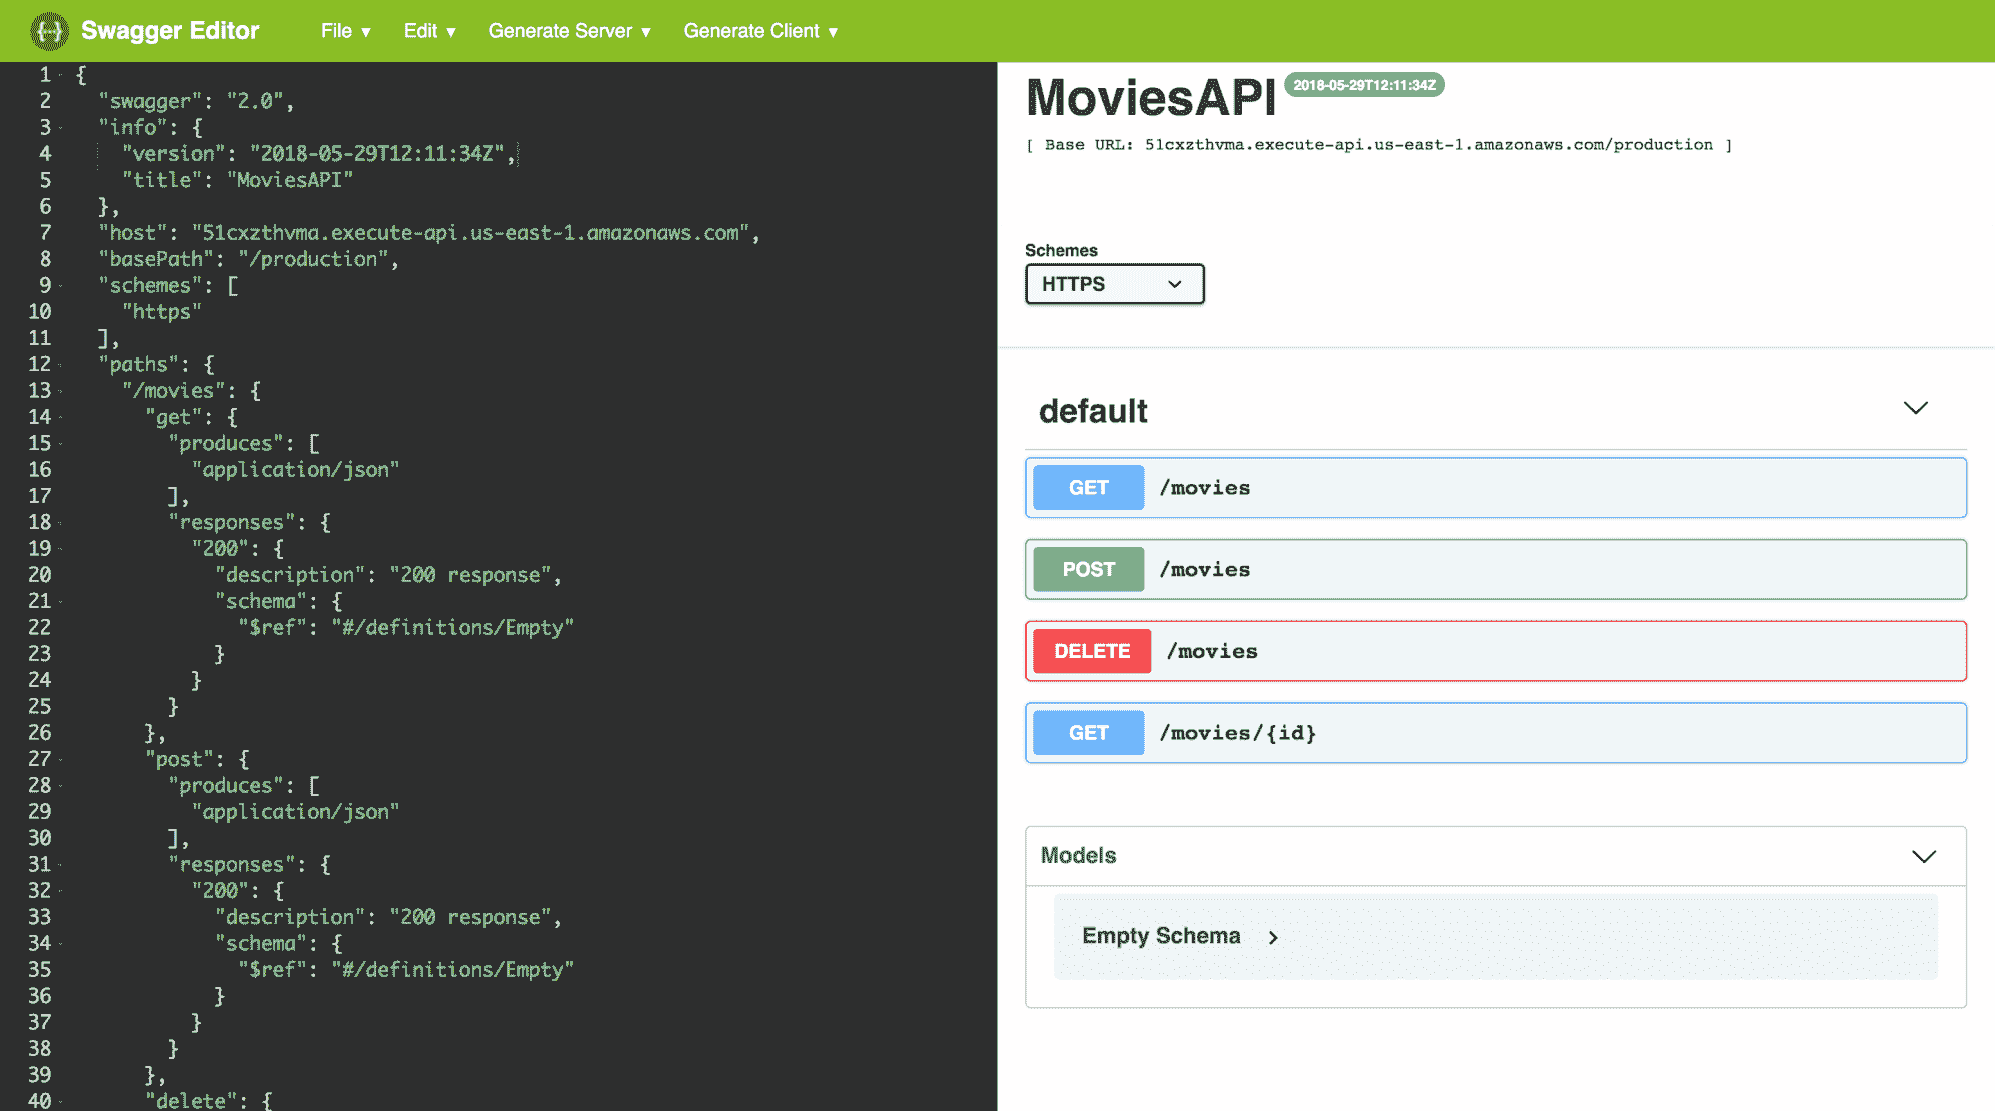 Swagger Editor
File ▼ Edit ▼ Generate Server ▼ Generate Client ▼
1 {
2 "swagger": "2.0",
3 "info": {
4 "version": "2018-05-29T12:11:34Z",
5 "title": "MoviesAPI"
6 },
7 "host": "51cxzthvma.execute-api.us-east-1.amazonaws.com",
8 "basePath": "/production",
9 "schemes": [
10 "https"
11 ],
12 "paths": {
13 "/movies": {
14 "get": {
15 "produces": [
16 "application/json"
17 ],
18 "responses": {
19 "200": {
20 "description": "200 response",
21 "schema": {
22 "$ref": "#/definitions/Empty"
23 }
24 }
25 }
26 },
27 "post": {
28 "produces": [
29 "application/json"
30 ],
31 "responses": {
32 "200": {
33 "description": "200 response",
34 "schema": {
35 "$ref": "#/definitions/Empty"
36 }
37 }
38 }
39 },
40 "delete": {
MoviesAPI 2018-05-29T12:11:34Z
[ Base URL: 51cxzthvma.execute-api.us-east-1.amazonaws.com/production ]
Schemes
HTTPS
default
GET /movies
POST /movies
DELETE /movies
GET /movies/{id}
Models
Empty Schema